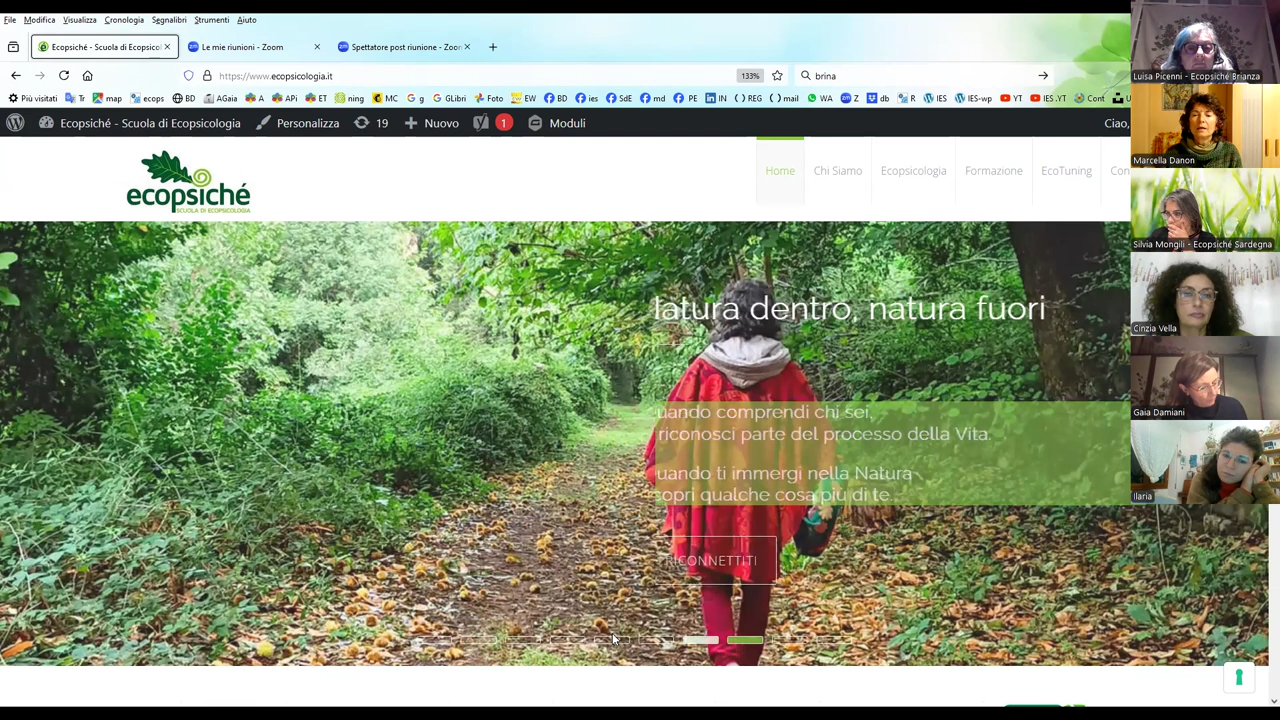 File Modifica Visualizza Cronologia Segnalibri Strumenti Aiuto
Ecopsiché - Scuola di Ecopsicol
Le mie riunioni - Zoom
Spettatore post riunione - Zoom
https://www.ecopsicologia.it
133%
brina
Più visitati Tr map ecops BD AGaia A APi ET ning MC G g GLibri Foto EW BD ies SdE md PE IN REG mail WA Z db R IES IES-wp YT IES .YT Cont U
Ecopsiché - Scuola di Ecopsicologia Personalizza 19 Nuovo 1 Moduli Ciao,
ecopsiché
SCUOLA DI ECOPSICOLOGIA
Home Chi Siamo Ecopsicologia Formazione EcoTuning Con
latura dentro, natura fuori
uando comprendi chi sei,
riconosci parte del processo della Vita.
uando ti immergi nella Natura
sopri qualche cosa più di te..
RICONNETTITI
Luisa Picenni - Ecopsiché Brianza
Marcella Danon
Silvia Mongili - Ecopsiché Sardegna
Cinzia Vella
Gaia Damiani
Ilaria